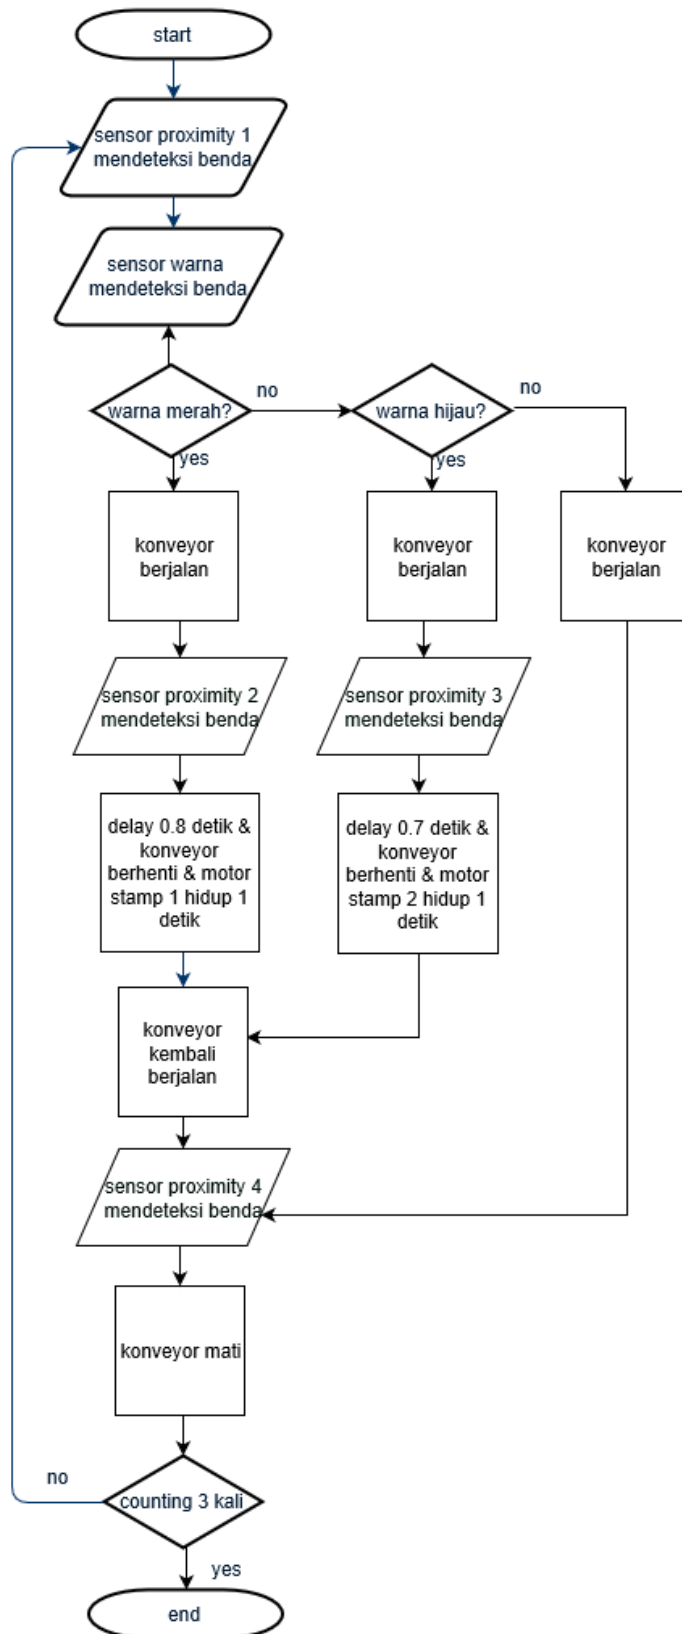 start
sensor proximity 1
mendeteksi benda
sensor warna
mendeteksi benda
warna merah?
no
warna hijau?
no
yes
yes
konveyor
berjalan
konveyor
berjalan
konveyor
berjalan
sensor proximity 2
mendeteksi benda
sensor proximity 3
mendeteksi benda
delay 0.8 detik &
konveyor
berhenti & motor
stamp 1 hidup 1
detik
delay 0.7 detik &
konveyor
berhenti & motor
stamp 2 hidup 1
detik
konveyor
kembali
berjalan
sensor proximity 4
mendeteksi benda
konveyor mati
no
counting 3 kali
yes
end